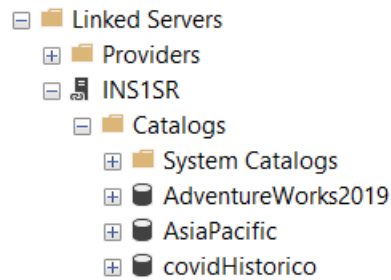 Linked Servers
Providers
INS1SR
Catalogs
System Catalogs
AdventureWorks2019
AsiaPacific
covidHistorico